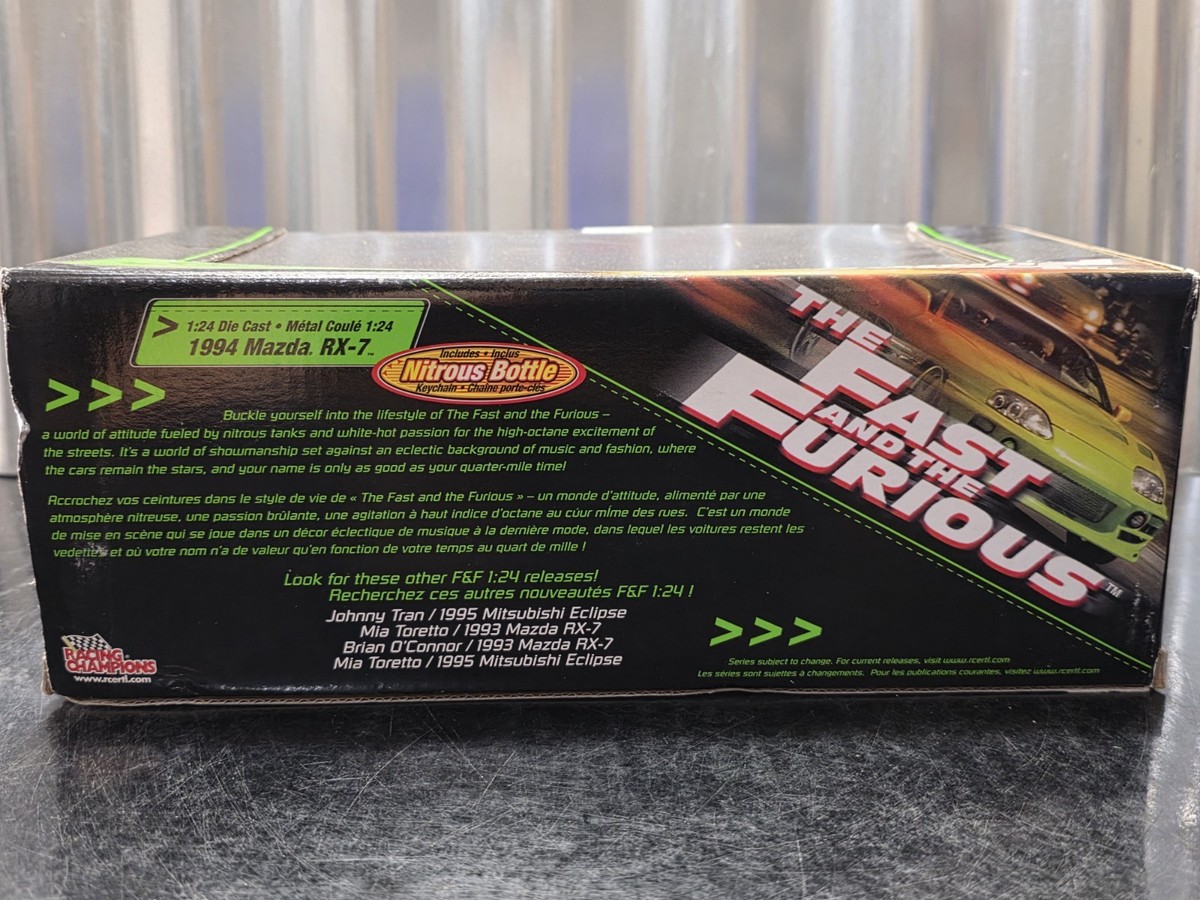 > 1:24 Die Cast • Métal Coulé 1:24
1994 Mazda RX-7™
Includes • Inclus
Nitrous Bottle
Keychain • Chaîne porte-clés
THE
FAST
AND THE
FURIOUS™
>>>
Buckle yourself into the lifestyle of The Fast and the Furious –
a world of attitude fueled by nitrous tanks and white-hot passion for the high-octane excitement of
the streets. It's a world of showmanship set against an eclectic background of music and fashion, where
the cars remain the stars, and your name is only as good as your quarter-mile time!
Accrochez vos ceintures dans le style de vie de « The Fast and the Furious » – un monde d'attitude, alimenté par une
atmosphère nitreuse, une passion brûlante, une agitation à haut indice d'octane au cúur mÍme des rues. C'est un monde
de mise en scène qui se joue dans un décor éclectique de musique à la dernière mode, dans lequel les voitures restent les
vedettes et où votre nom n'a de valeur qu'en fonction de votre temps au quart de mille !
Look for these other F&F 1:24 releases!
Recherchez ces autres nouveautés F&F 1:24 !
Johnny Tran / 1995 Mitsubishi Eclipse
Mia Toretto / 1993 Mazda RX-7
Brian O'Connor / 1993 Mazda RX-7
Mia Toretto / 1995 Mitsubishi Eclipse
RACING
CHAMPIONS®
www.rcertl.com
>>>
Series subject to change. For current releases, visit www.rcertl.com
Les séries sont sujettes à changements. Pour les publications courantes, visitez www.rcertl.com